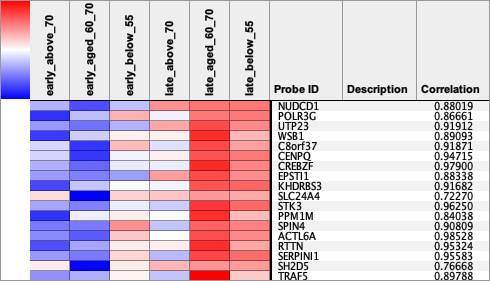 early_above_70
early_aged_60_70
early_below_55
late_above_70
late_aged_60_70
late_below_55
Probe ID Description Correlation
NUDCD1 0.88019
POLR3G 0.86661
UTP23 0.91912
WSB1 0.89093
C8orf37 0.91871
CENPQ 0.94715
CREBZF 0.97900
EPSTI1 0.88338
KHDRBS3 0.91682
SLC24A4 0.72270
STK3 0.96250
PPM1M 0.84038
SPIN4 0.90809
ACTL6A 0.98528
RTTN 0.95324
SERPINI1 0.95583
SH2D5 0.76668
TRAF5 0.89788